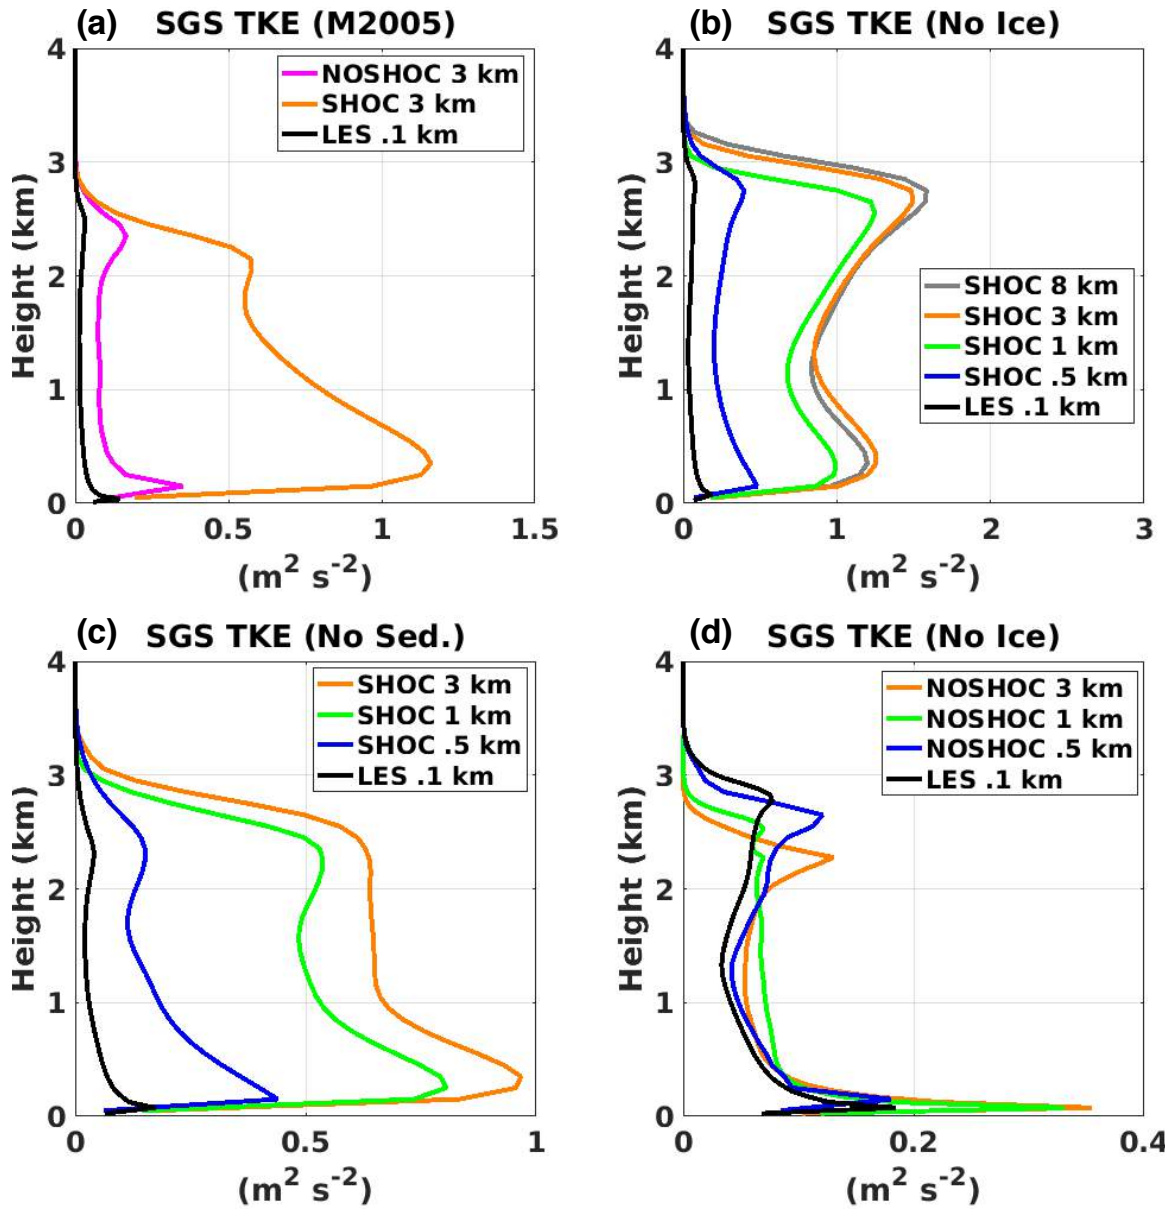 (a) SGS TKE (M2005)
4
3
2
1
0
Height (km)
NOSHOC 3 km
SHOC 3 km
LES .1 km
0 0.5 1 1.5
(m² s⁻²)
(b) SGS TKE (No Ice)
4
3
2
1
0
Height (km)
SHOC 8 km
SHOC 3 km
SHOC 1 km
SHOC .5 km
LES .1 km
0 1 2 3
(m² s⁻²)
(c) SGS TKE (No Sed.)
4
3
2
1
0
Height (km)
SHOC 3 km
SHOC 1 km
SHOC .5 km
LES .1 km
0 0.5 1
(m² s⁻²)
(d) SGS TKE (No Ice)
4
3
2
1
0
Height (km)
NOSHOC 3 km
NOSHOC 1 km
NOSHOC .5 km
LES .1 km
0 0.2 0.4
(m² s⁻²)